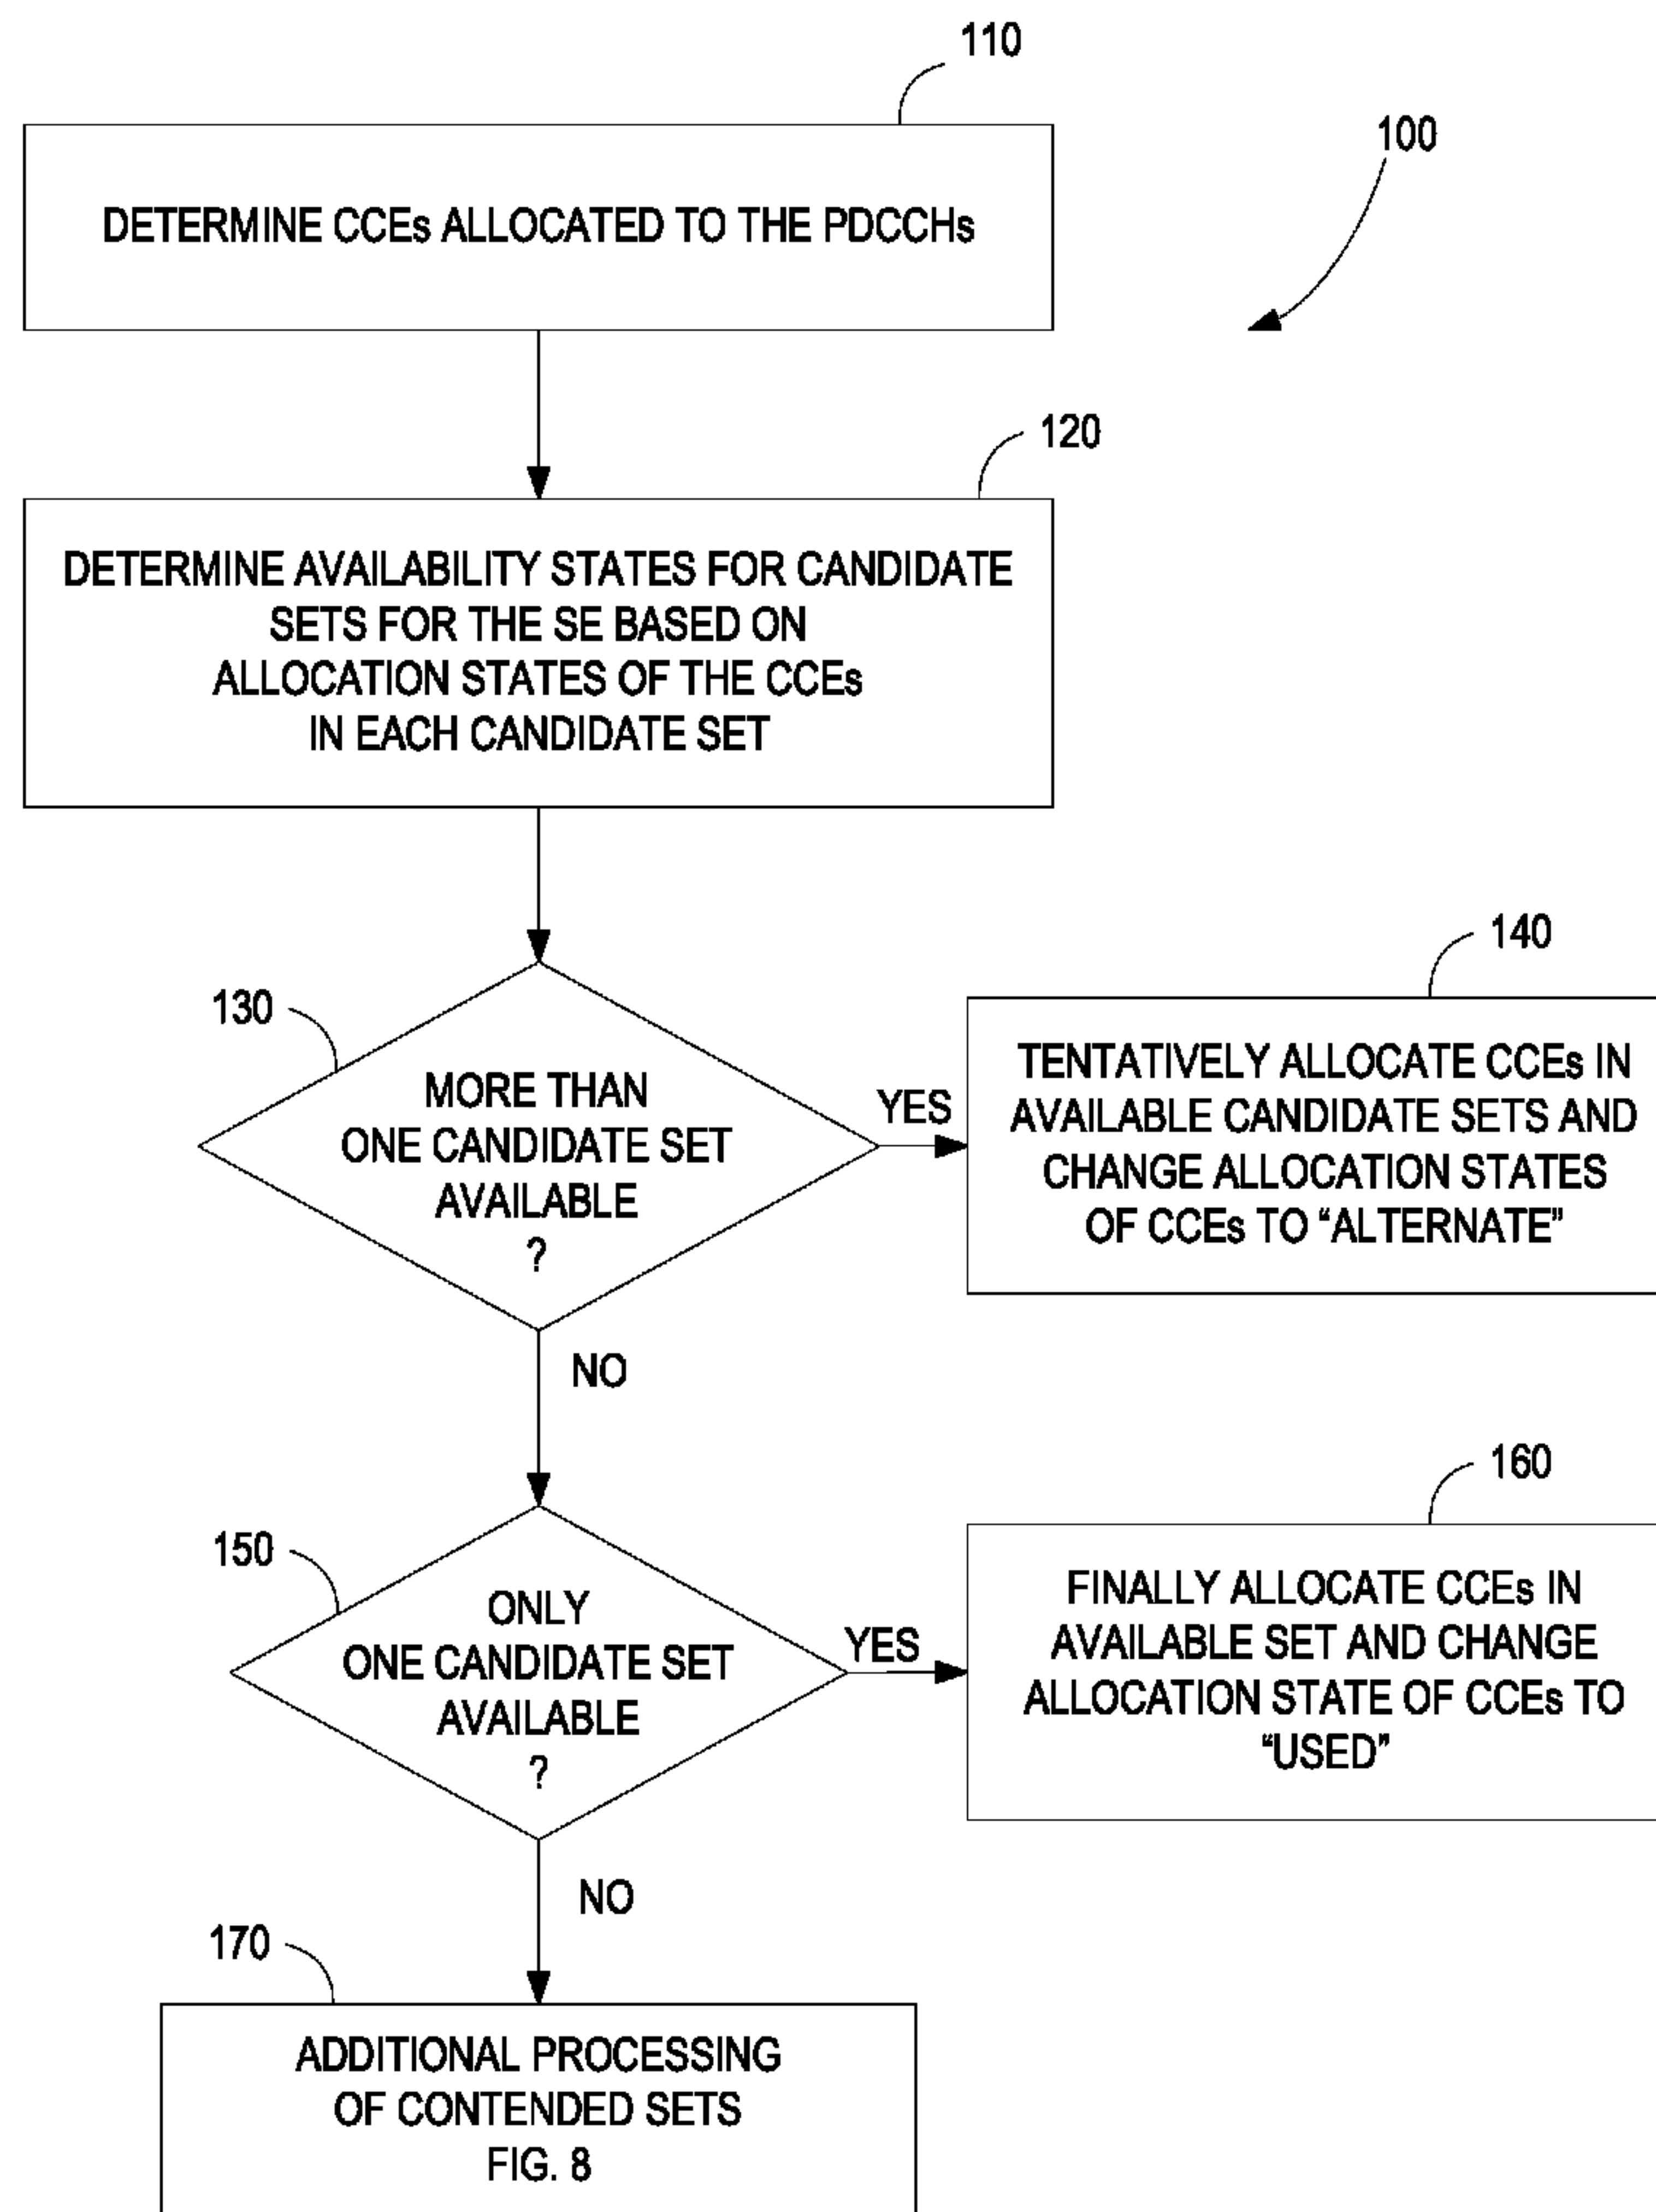 110
100
DETERMINE CCEs ALLOCATED TO THE PDCCHs
120
DETERMINE AVAILABILITY STATES FOR CANDIDATE
SETS FOR THE SE BASED ON
ALLOCATION STATES OF THE CCEs
IN EACH CANDIDATE SET
130
MORE THAN
ONE CANDIDATE SET
AVAILABLE
?
YES
140
TENTATIVELY ALLOCATE CCEs IN
AVAILABLE CANDIDATE SETS AND
CHANGE ALLOCATION STATES
OF CCEs TO “ALTERNATE”
NO
150
ONLY
ONE CANDIDATE SET
AVAILABLE
?
YES
160
FINALLY ALLOCATE CCEs IN
AVAILABLE SET AND CHANGE
ALLOCATION STATE OF CCEs TO
“USED”
NO
170
ADDITIONAL PROCESSING
OF CONTENDED SETS
FIG. 8